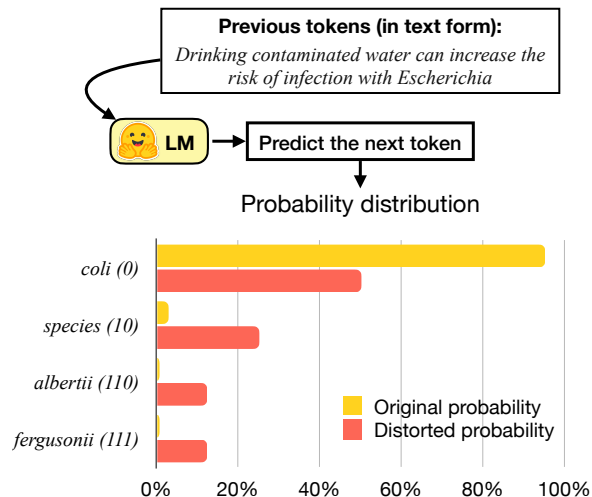 Previous tokens (in text form):
Drinking contaminated water can increase the
risk of infection with Escherichia
LM
Predict the next token
Probability distribution
coli (0)
species (10)
albertii (110)
fergusonii (111)
Original probability
Distorted probability
0%
20%
40%
60%
80%
100%